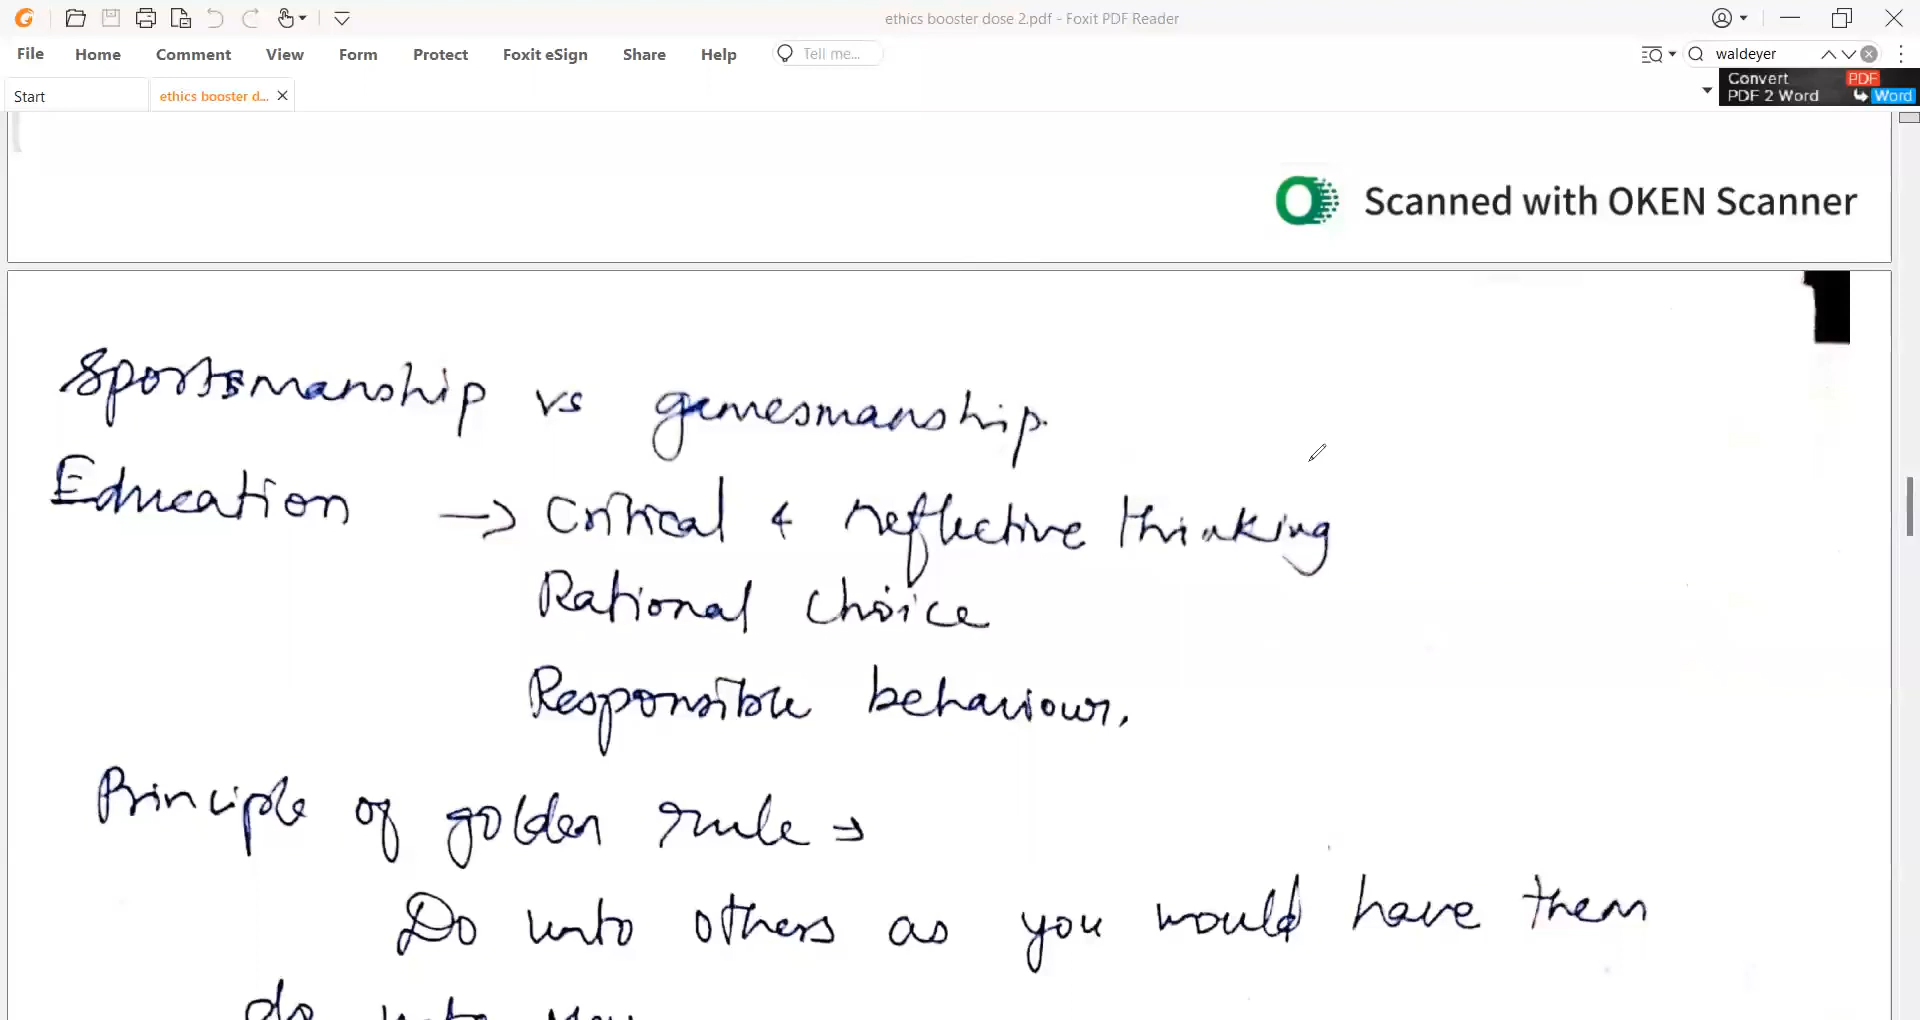 ethics booster dose 2.pdf - Foxit PDF Reader
File Home Comment View Form Protect Foxit eSign Share Help Tell me... waldeyer
Start ethics booster d...
Convert PDF
PDF 2 Word Word
Scanned with OKEN Scanner
Sportsmanship vs gamesmanship.
Education → Critical & reflective thinking
Rational choice
Responsible behaviour.
Principle of golden rule →
Do unto others as you would have them
do unto you